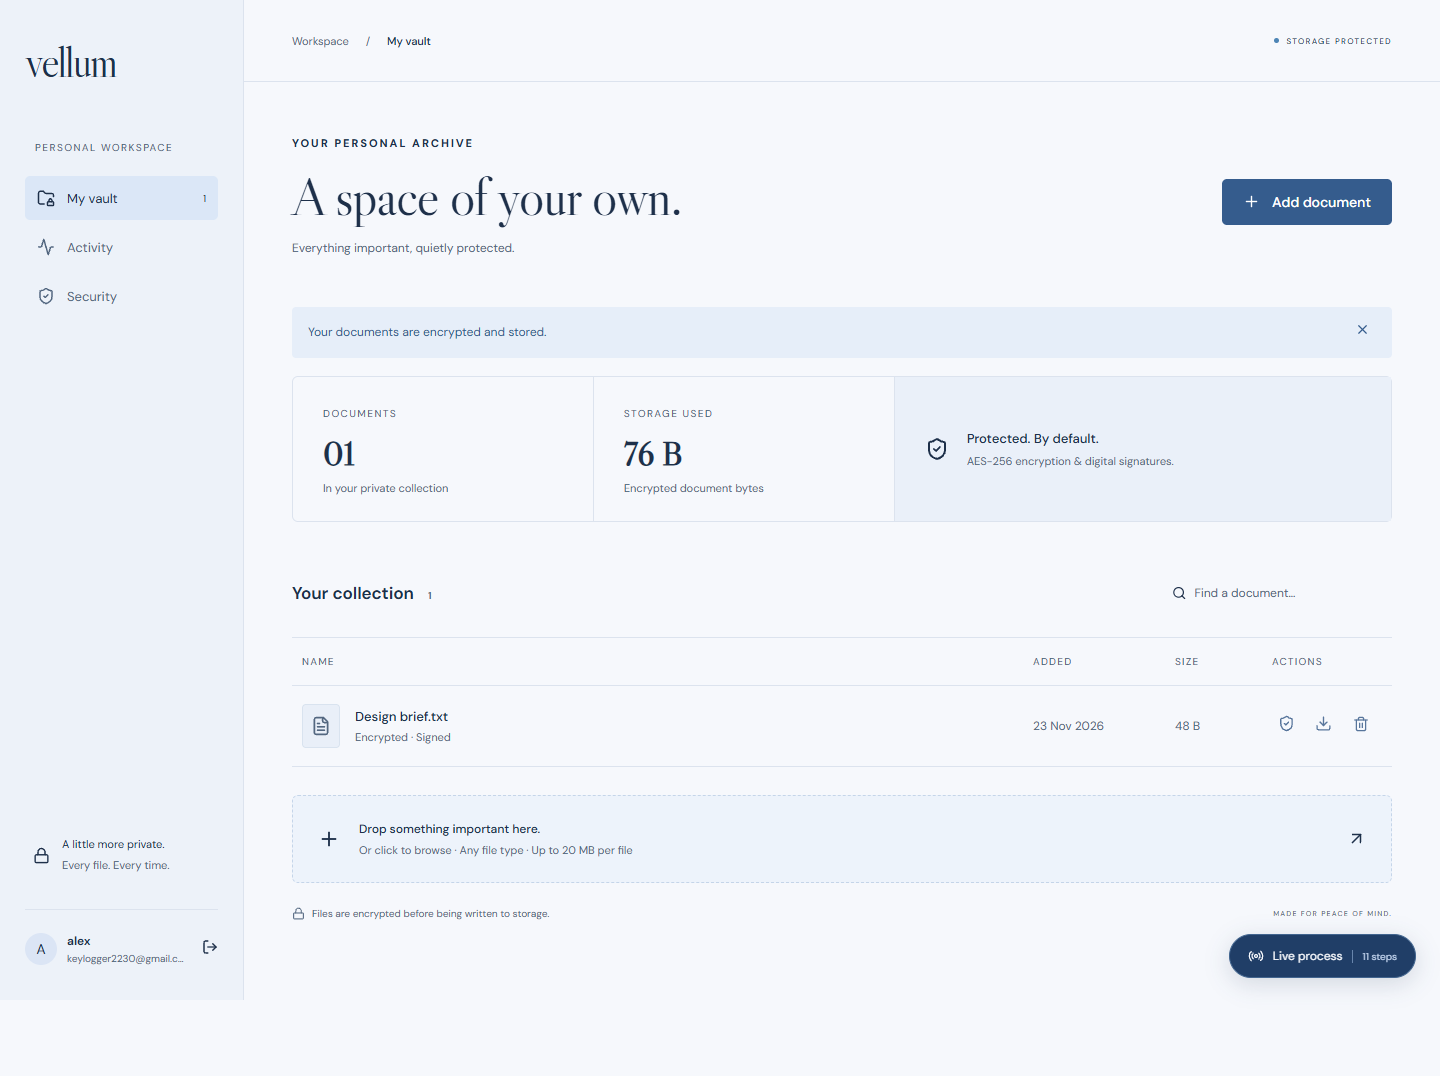 vellum
PERSONAL WORKSPACE
My vault 1
Activity
Security
A little more private.
Every file. Every time.
A
alex
keylogger2230@gmail.c...
Workspace / My vault
STORAGE PROTECTED
YOUR PERSONAL ARCHIVE
A space of your own.
Everything important, quietly protected.
Add document
Your documents are encrypted and stored.
DOCUMENTS
01
In your private collection
STORAGE USED
76 B
Encrypted document bytes
Protected. By default.
AES-256 encryption & digital signatures.
Your collection 1
Find a document...
NAME ADDED SIZE ACTIONS
Design brief.txt
Encrypted · Signed
23 Nov 2026 48 B
Drop something important here.
Or click to browse · Any file type · Up to 20 MB per file
Files are encrypted before being written to storage.
MADE FOR PEACE OF MIND.
Live process 11 steps